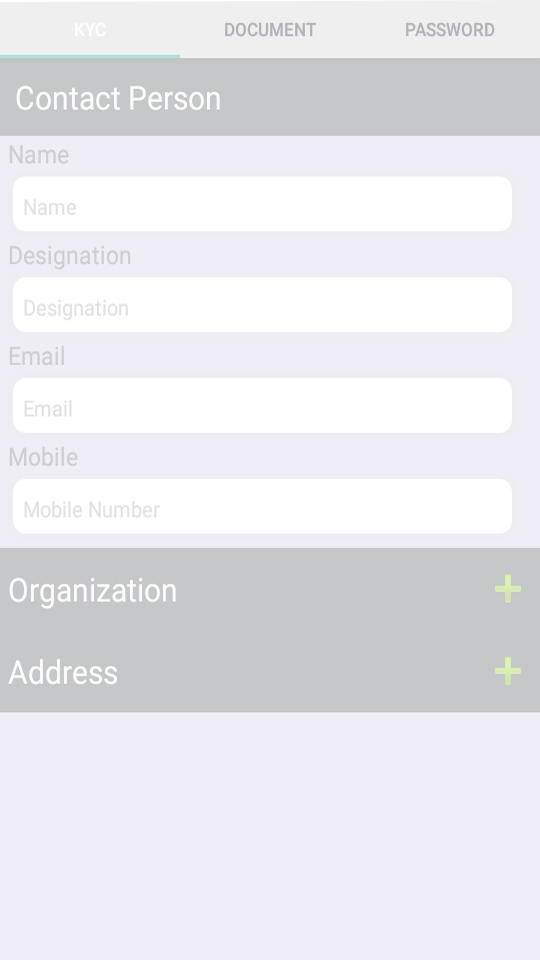 KYC DOCUMENT PASSWORD
Contact Person
Name
Name
Designation
Designation
Email
Email
Mobile
Mobile Number
Organization
Address